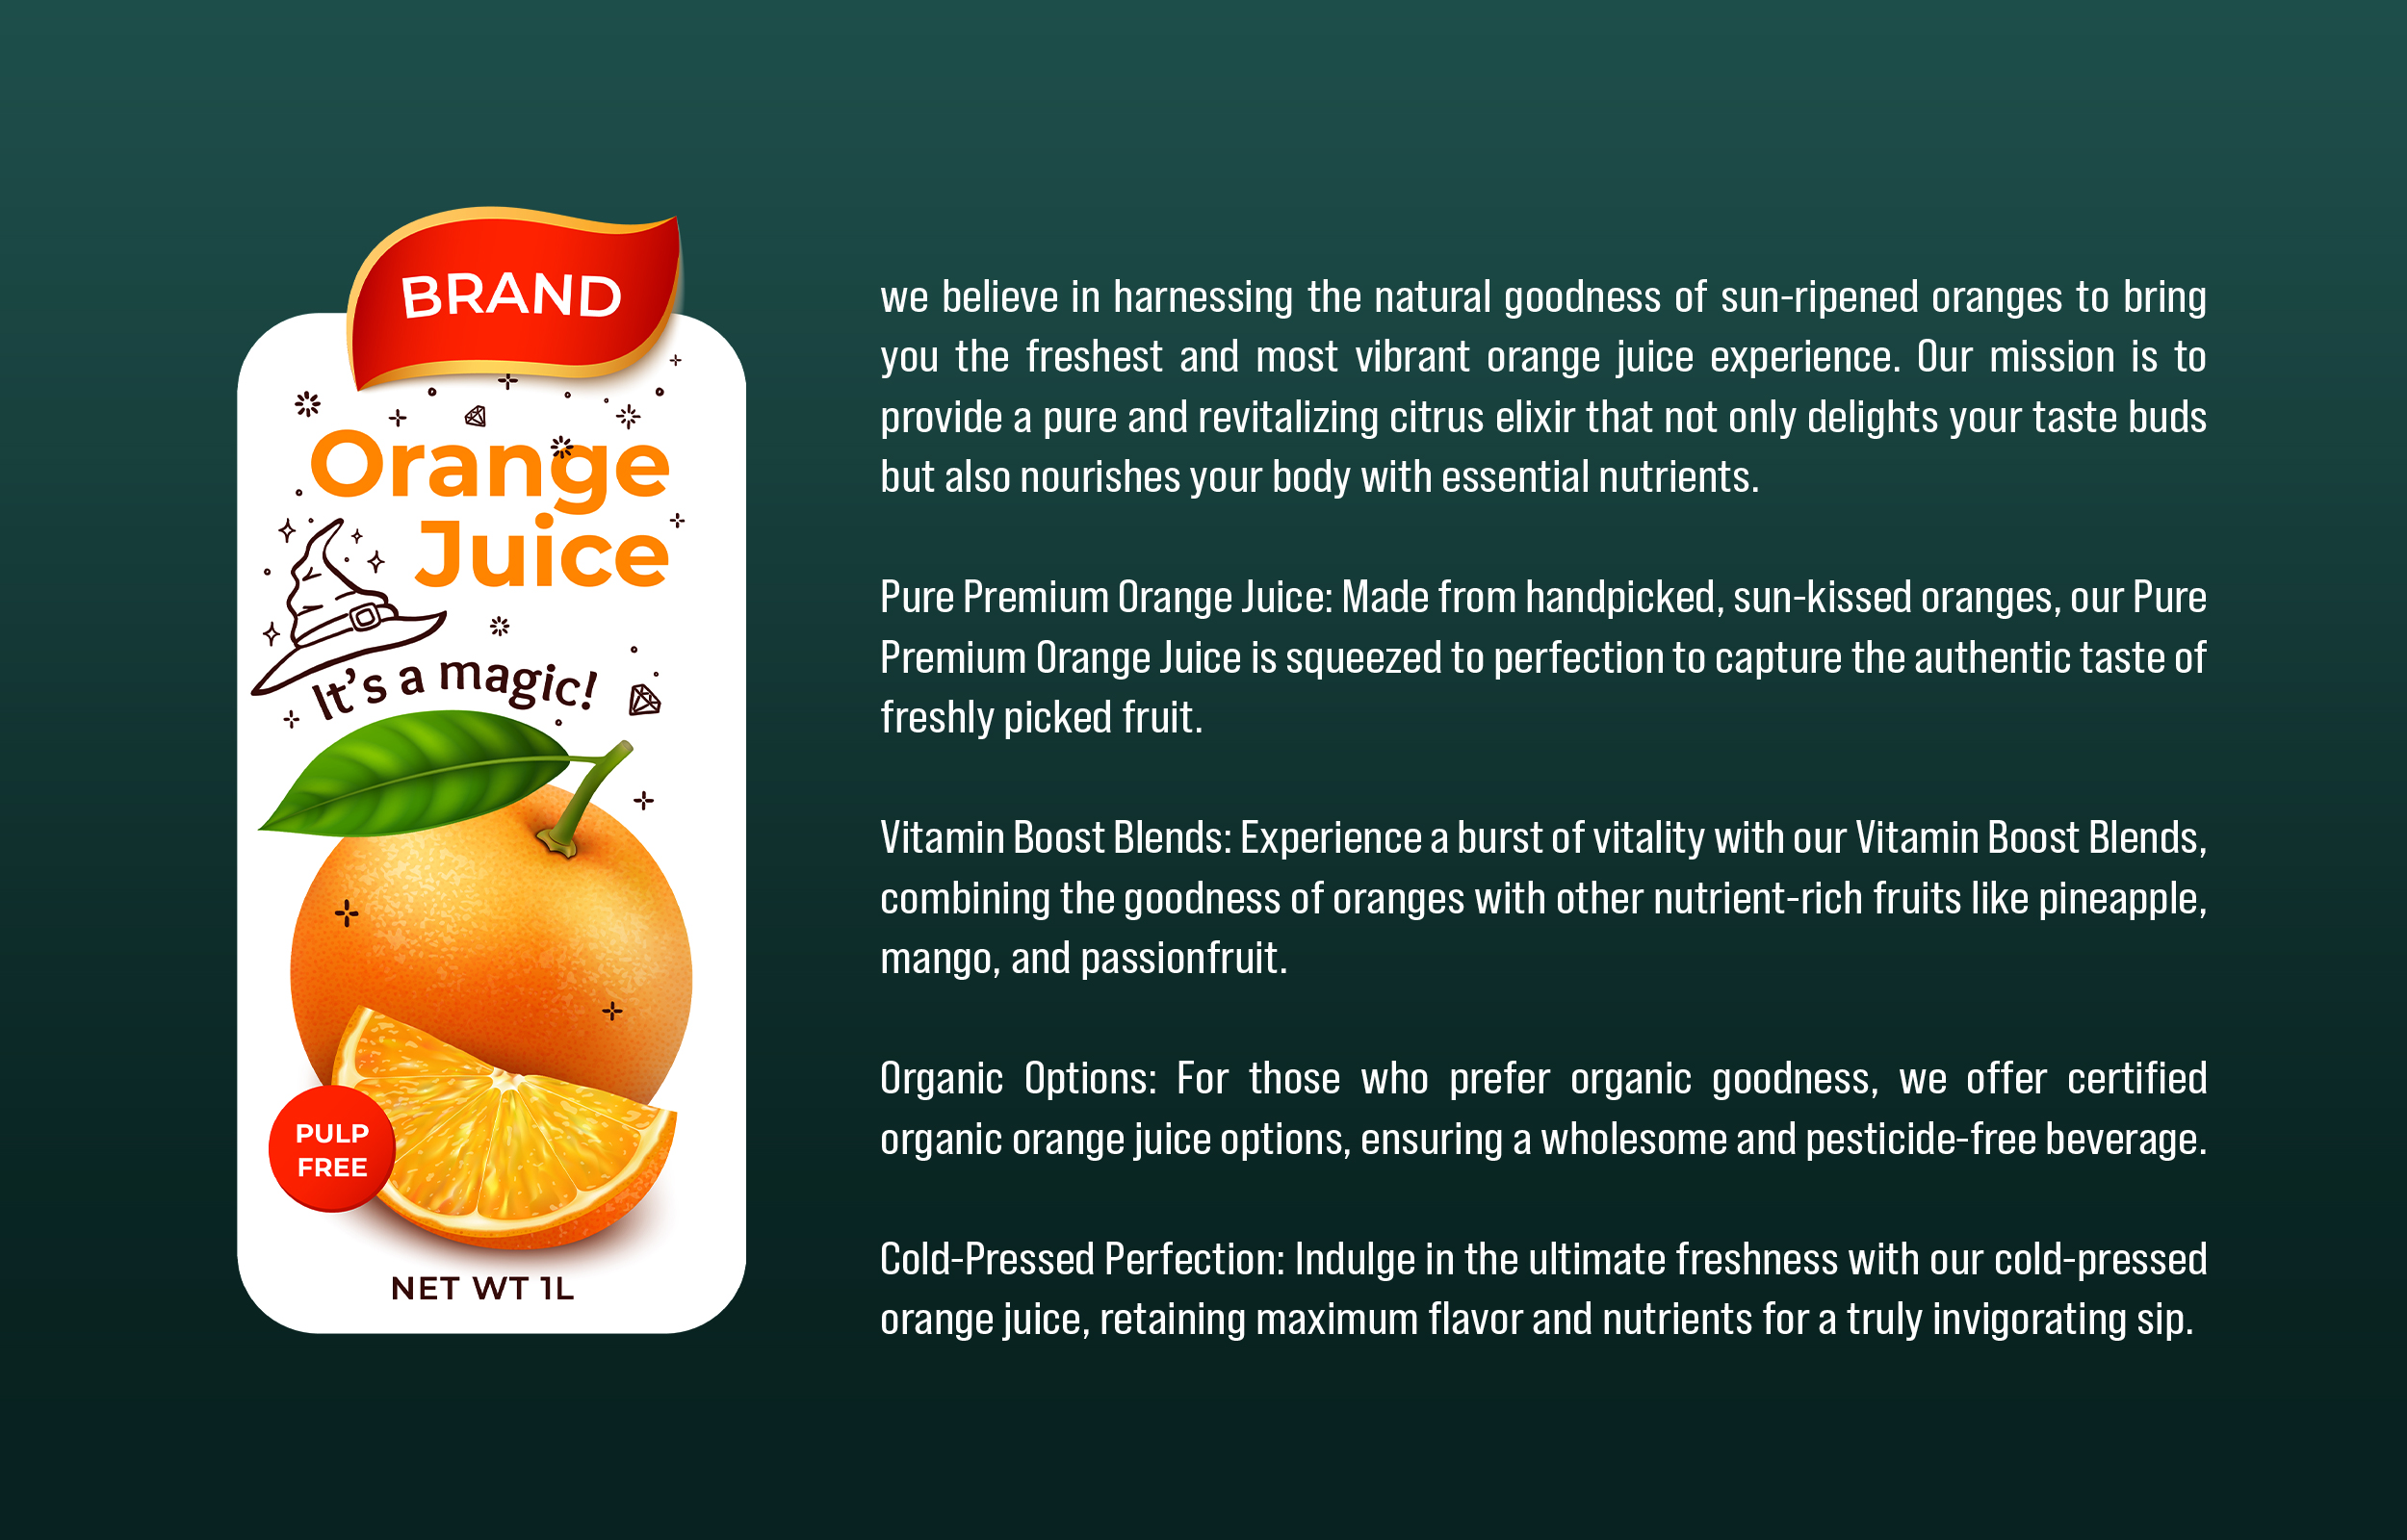 BRAND
Orange
Juice
It's a magic!
PULP
FREE
NET WT 1L
we believe in harnessing the natural goodness of sun-ripened oranges to bring
you the freshest and most vibrant orange juice experience. Our mission is to
provide a pure and revitalizing citrus elixir that not only delights your taste buds
but also nourishes your body with essential nutrients.
Pure Premium Orange Juice: Made from handpicked, sun-kissed oranges, our Pure
Premium Orange Juice is squeezed to perfection to capture the authentic taste of
freshly picked fruit.
Vitamin Boost Blends: Experience a burst of vitality with our Vitamin Boost Blends,
combining the goodness of oranges with other nutrient-rich fruits like pineapple,
mango, and passionfruit.
Organic Options: For those who prefer organic goodness, we offer certified
organic orange juice options, ensuring a wholesome and pesticide-free beverage.
Cold-Pressed Perfection: Indulge in the ultimate freshness with our cold-pressed
orange juice, retaining maximum flavor and nutrients for a truly invigorating sip.